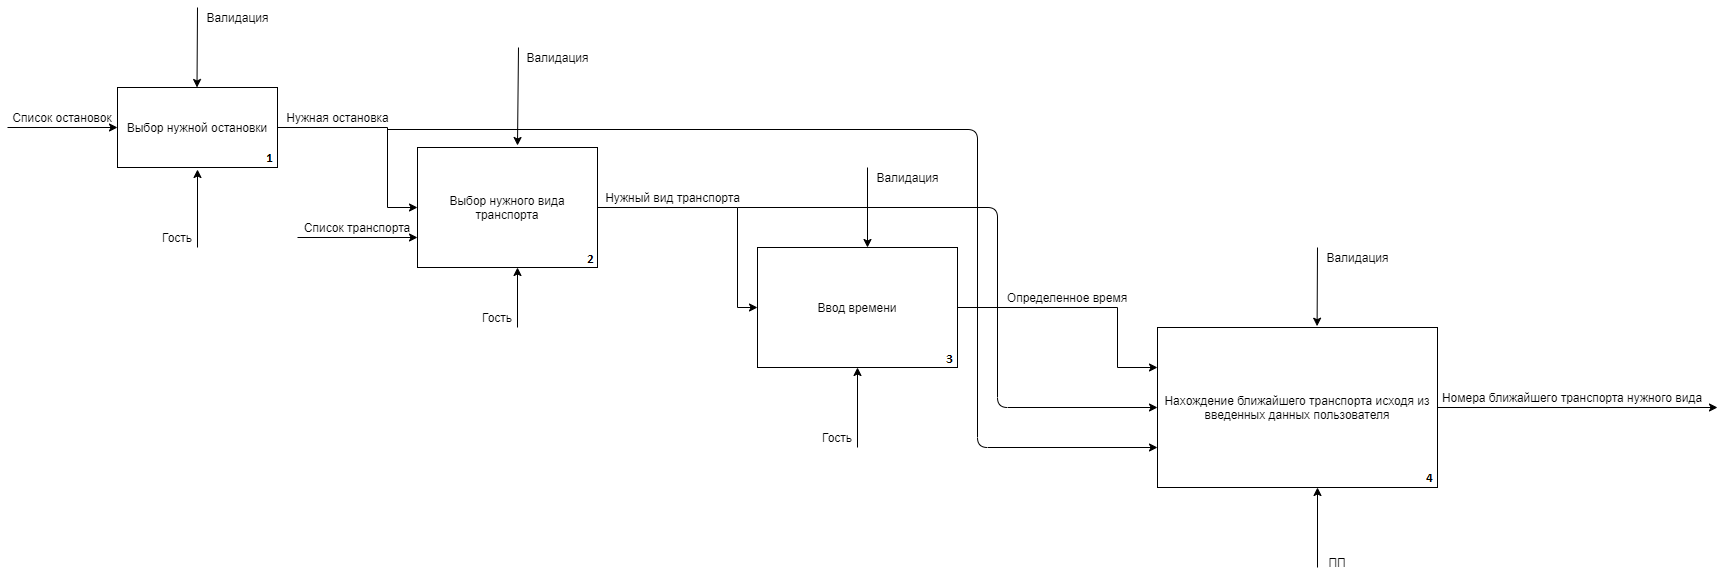 Валидация
Список остановок
Выбор нужной остановки
1
Нужная остановка
Гость
Валидация
Выбор нужного вида
транспорта
2
Список транспорта
Нужный вид транспорта
Гость
Валидация
Ввод времени
3
Определенное время
Гость
Валидация
Нахождение ближайшего транспорта исходя из
введенных данных пользователя
4
Номера ближайшего транспорта нужного вида
ПП